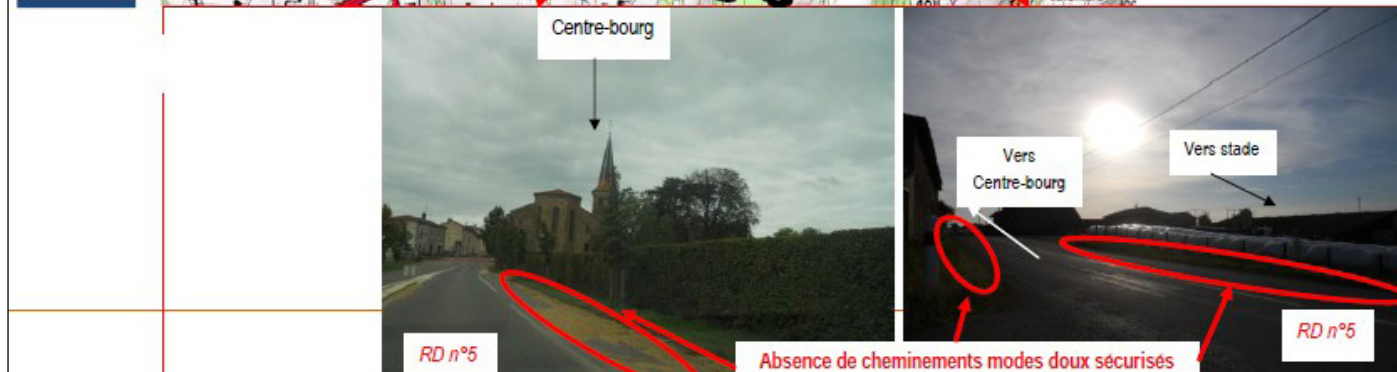 Centre-bourg
Vers
Centre-bourg
Vers stade
RD n°5
RD n°5
Absence de cheminements modes doux sécurisés